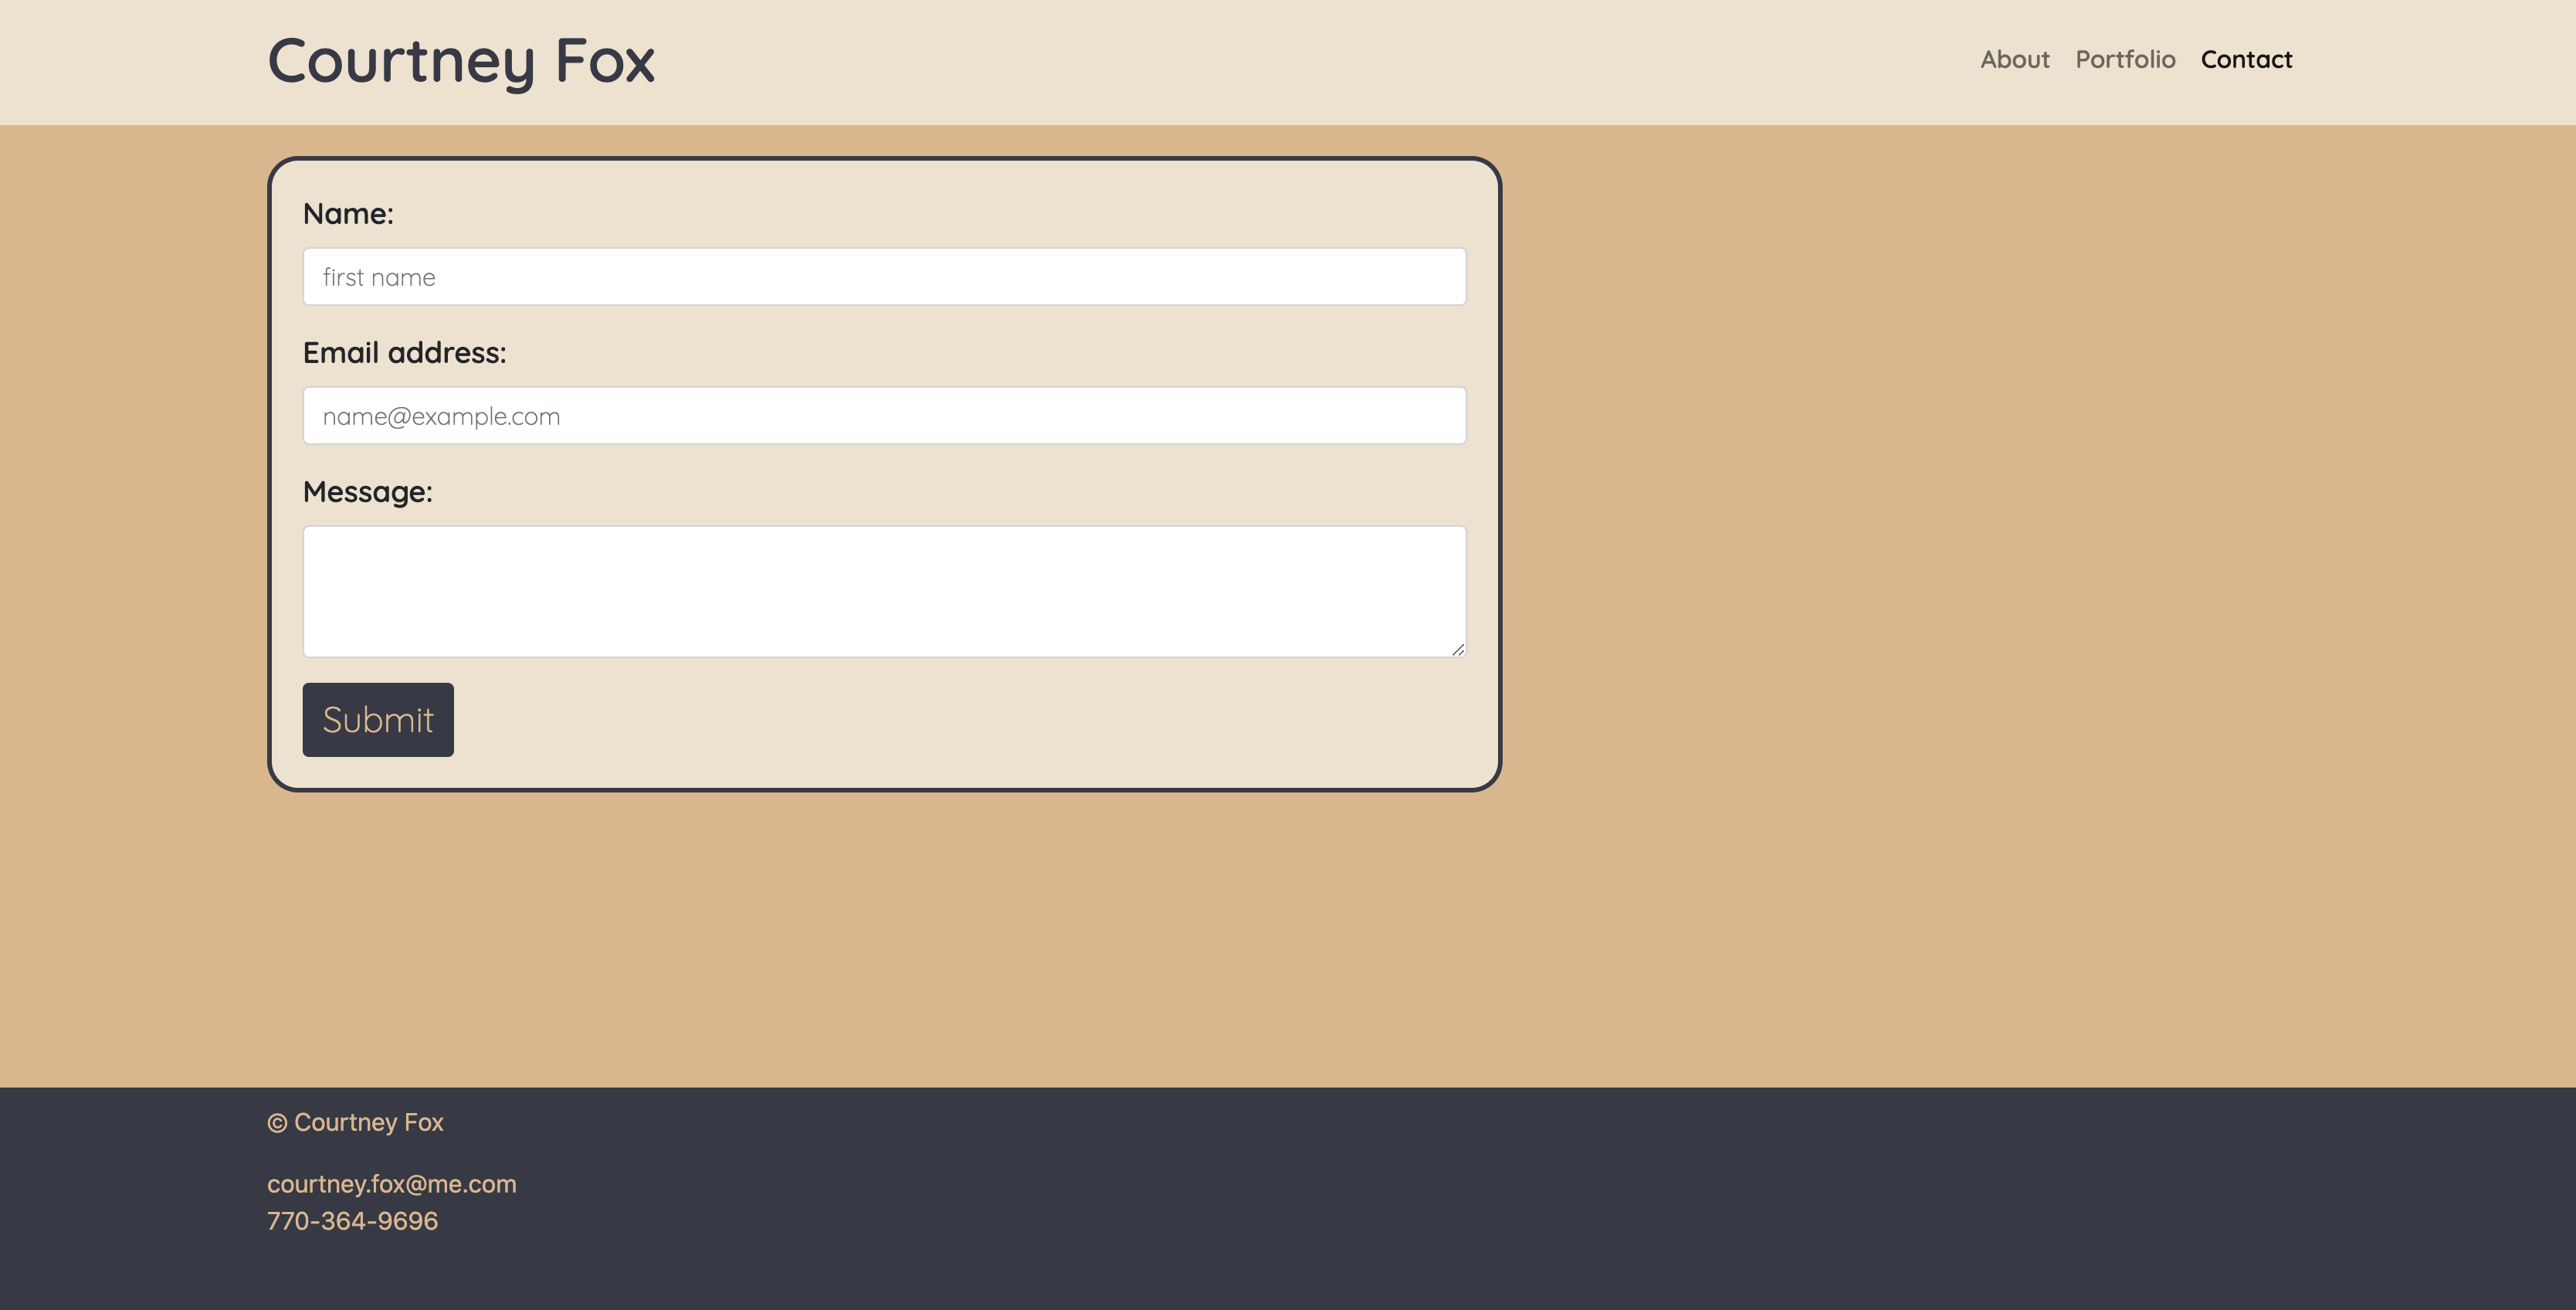 Courtney Fox
About Portfolio Contact
Name:
first name
Email address:
name@example.com
Message:
Submit
© Courtney Fox
courtney.fox@me.com
770-364-9696